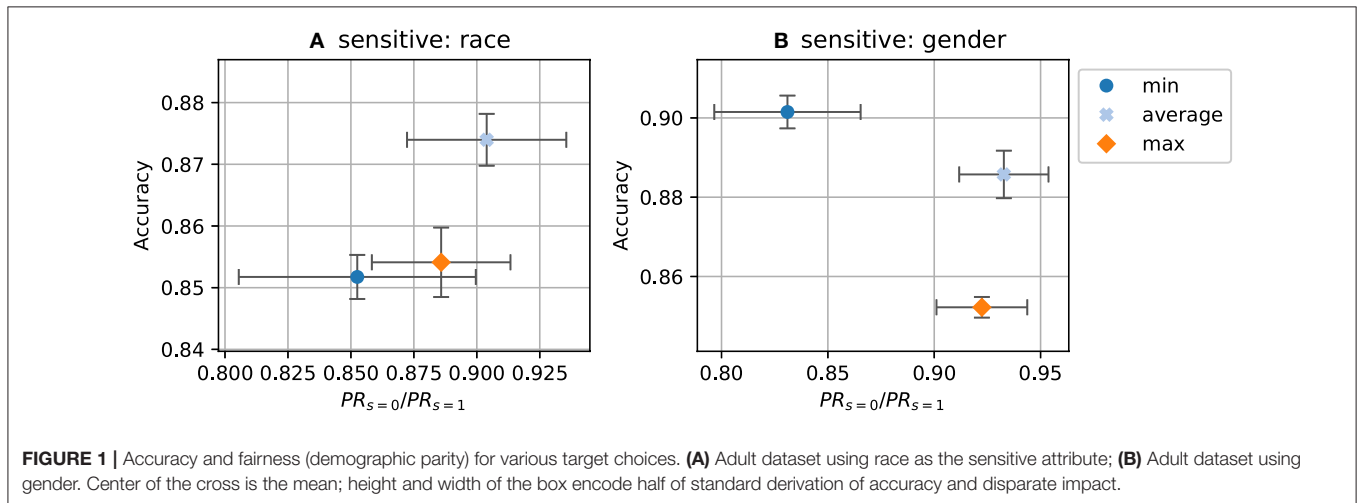 A sensitive: race
0.88
0.87
0.86
0.85
0.84
Accuracy
0.800 0.825 0.850 0.875 0.900 0.925
PRs=0/PRs=1
B sensitive: gender
0.90
0.88
0.86
Accuracy
0.80 0.85 0.90 0.95
PRs=0/PRs=1
min
average
max
FIGURE 1 | Accuracy and fairness (demographic parity) for various target choices. (A) Adult dataset using race as the sensitive attribute; (B) Adult dataset using
gender. Center of the cross is the mean; height and width of the box encode half of standard derivation of accuracy and disparate impact.